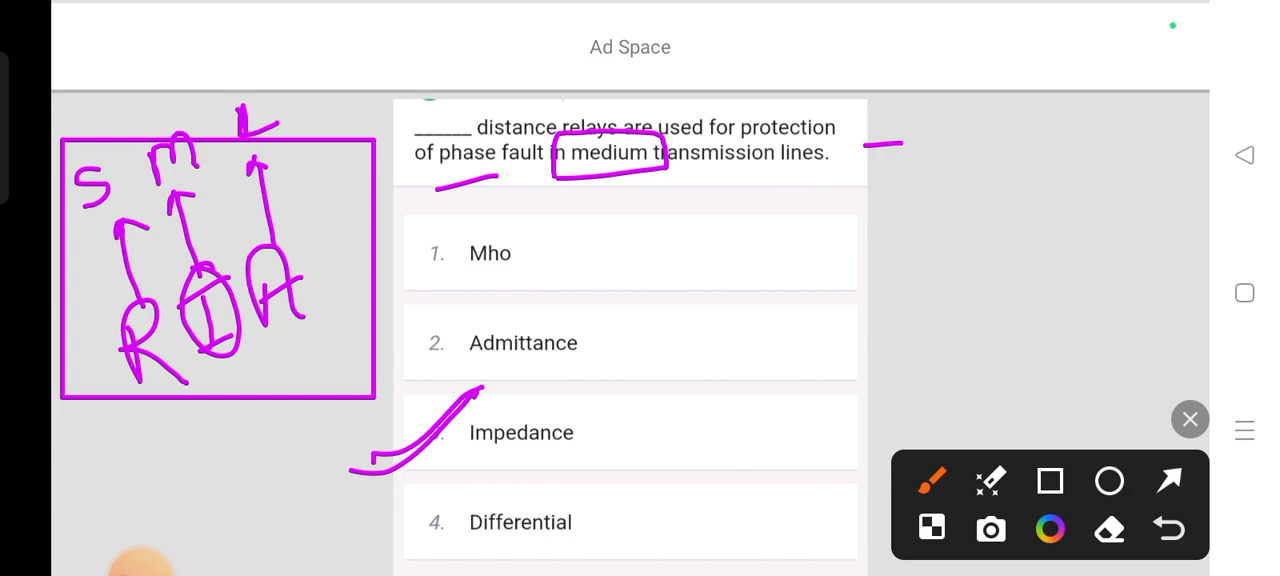 Ad Space
______ distance relays are used for protection
of phase fault in medium transmission lines.
S m L
R I A
1. Mho
2. Admittance
3. Impedance
4. Differential